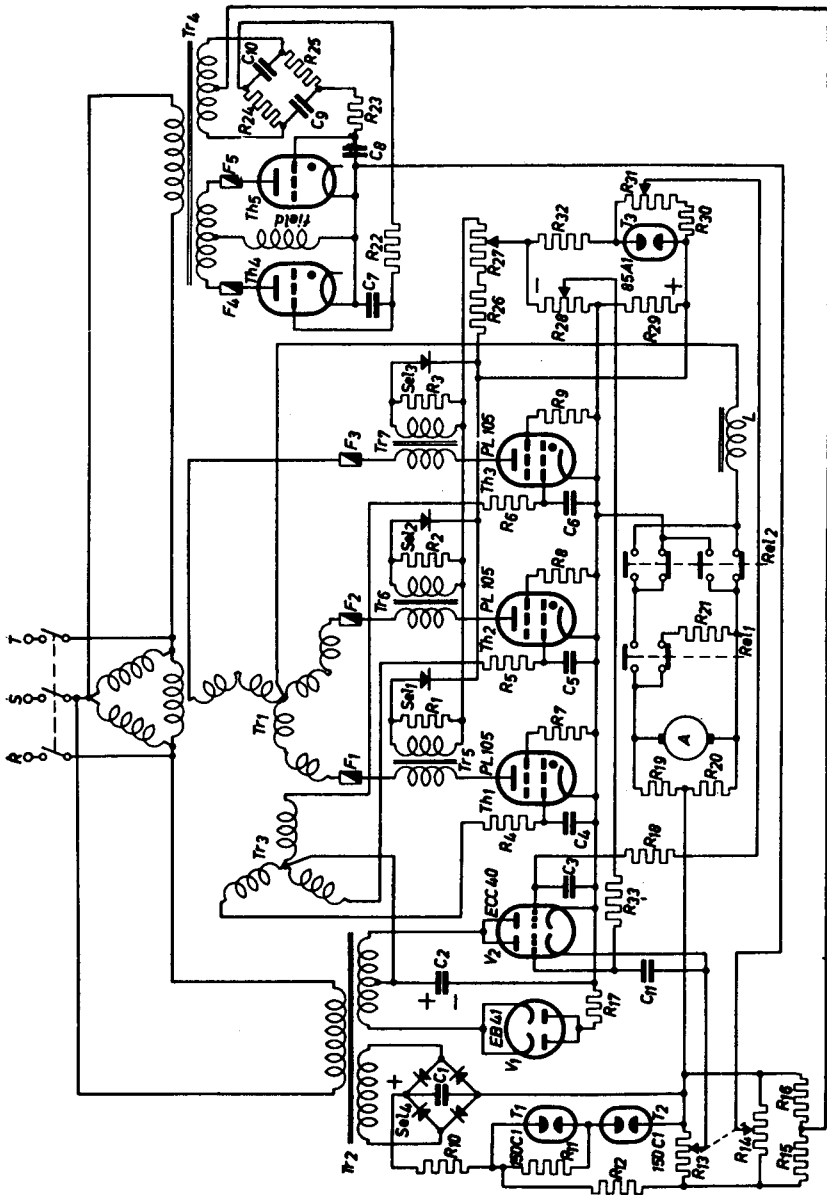 R S T
Tr4
C10
R25
R24
C9
R23
C8
F5
Th5
field
Th4
F4
C7
R22
R27
R26
R32
R31
T3
R30
85A1
−
R28
+
R29
Tr1
Tr3
F1
F2
F3
Sel3
R3
Tr7
Sel2
R2
Tr6
Sel1
R1
Tr5
PL105
Th3
R9
R6
C6
PL105
Th2
R8
R5
C5
PL105
Th1
R7
R4
C4
L
Rel2
R21
Rel1
A
R19
R20
R18
ECC40
V2
C3
R33
C11
+
C2
−
EB41
V1
R17
Tr2
Sel4
+
C1
R10
T1
150C1
R11
T2
150C1
R12
R13
R14
R16
R15